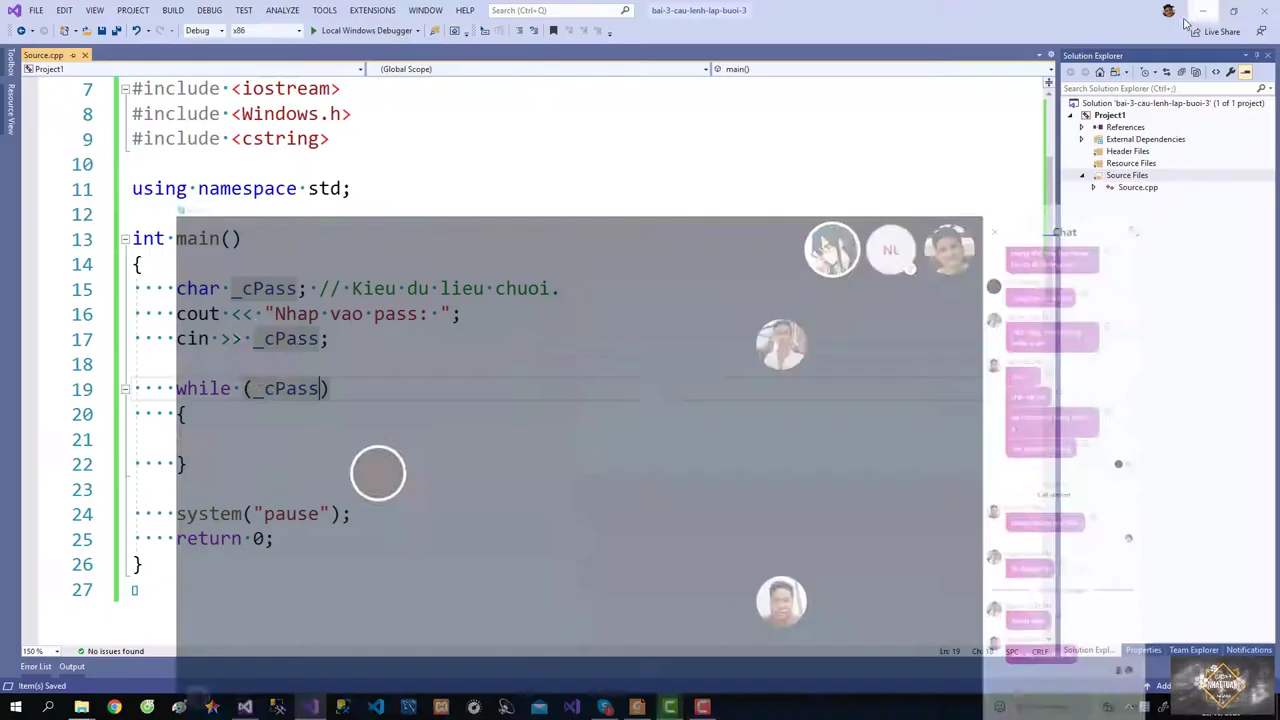 FILE EDIT VIEW PROJECT BUILD DEBUG TEST ANALYZE TOOLS EXTENSIONS WINDOW HELP Search (Ctrl+Q) bai-3-cau-lenh-lap-buoi-3
Debug x86 Local Windows Debugger Live Share
Toolbox
Resource View
Source.cpp
Project1 (Global Scope) main()
7 #include <iostream>
8 #include <Windows.h>
9 #include <cstring>
10
11 using namespace std;
12
13 int main()
14 {
15 char _cPass; // Kieu du lieu chuoi.
16 cout << "Nhap vao pass: ";
17 cin >> _cPass;
18
19 while (_cPass)
20 {
21
22 }
23
24 system("pause");
25 return 0;
26 }
27
NL
Chat
Solution Explorer
Search Solution Explorer (Ctrl+;)
Solution 'bai-3-cau-lenh-lap-buoi-3' (1 of 1 project)
Project1
References
External Dependencies
Header Files
Resource Files
Source Files
Source.cpp
150 % No issues found Ln: 19 SPC CRLF
Solution Expl... Properties Team Explorer Notifications
Error List Output
Item(s) Saved